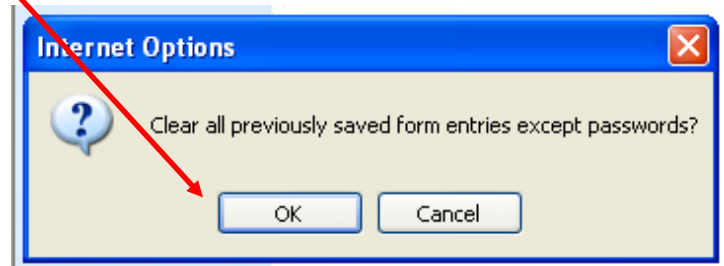 Internet Options
Clear all previously saved form entries except passwords?
OK
Cancel